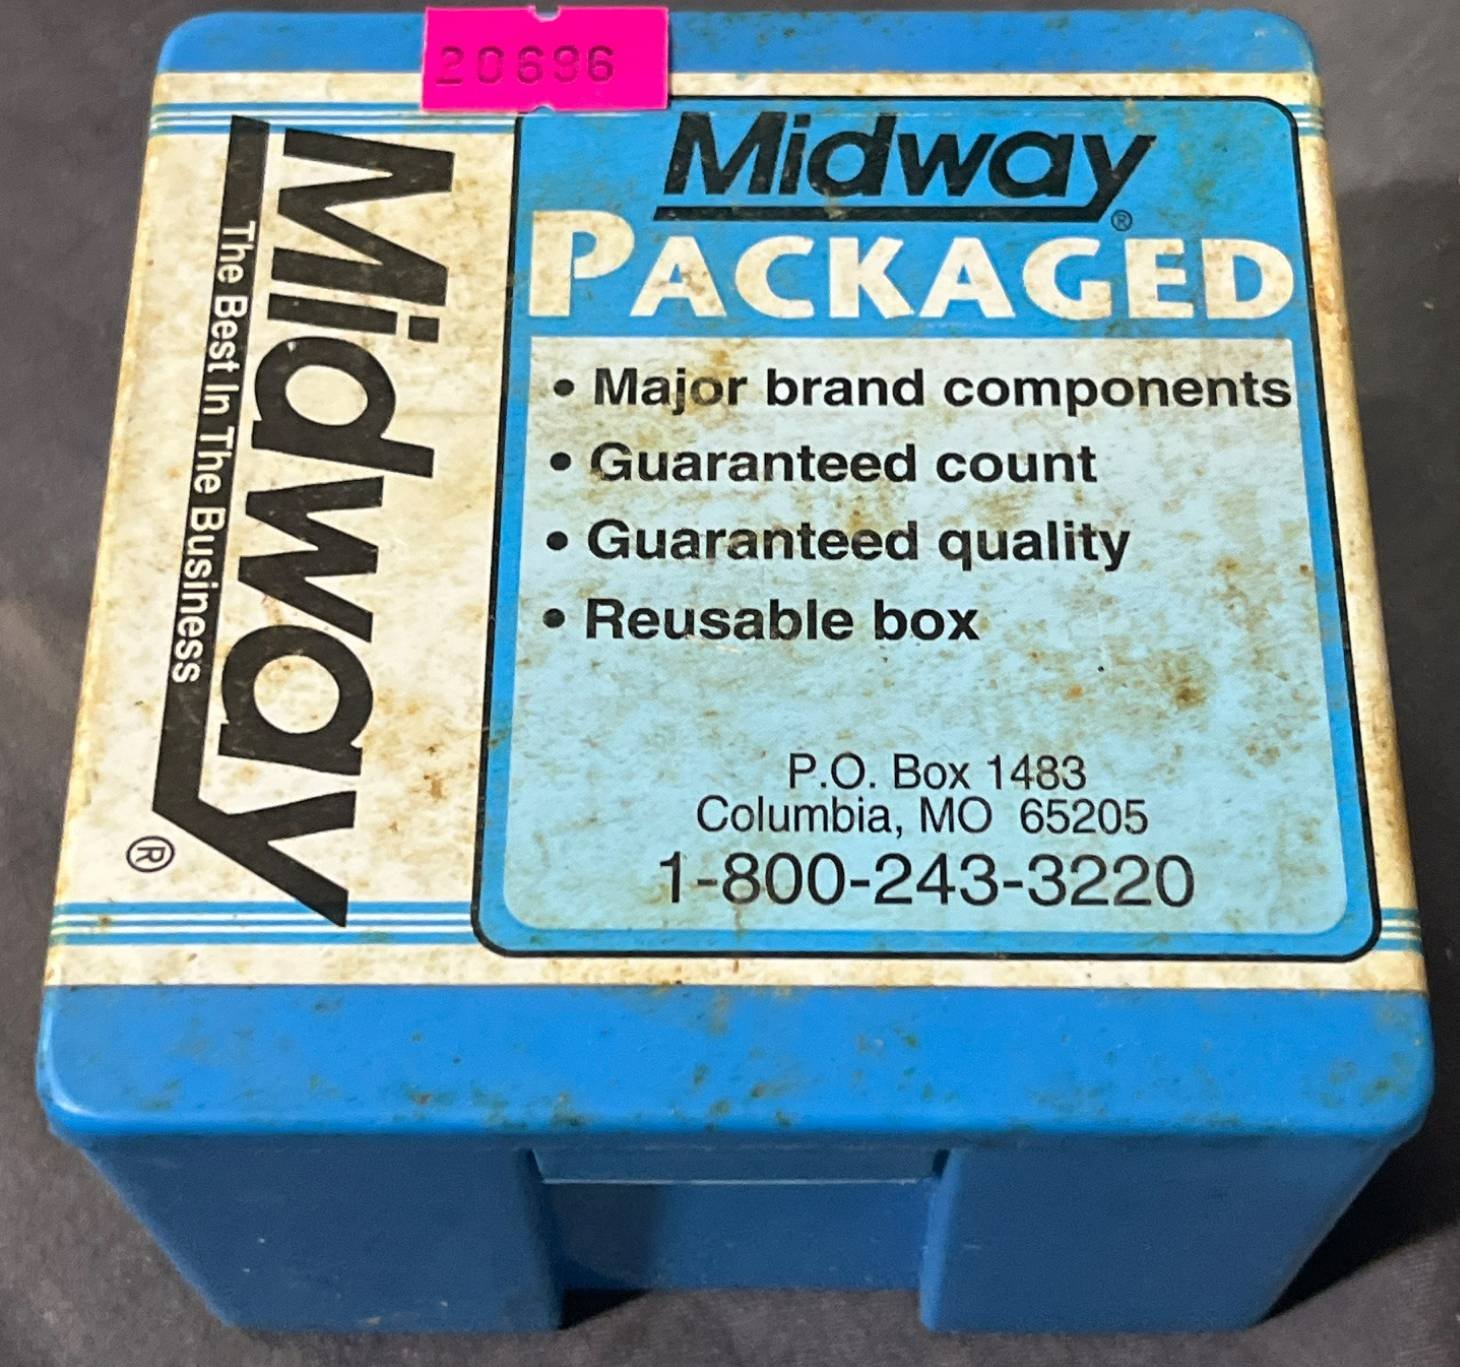 20696
Midway®
The Best In The Business
Midway®
PACKAGED
• Major brand components
• Guaranteed count
• Guaranteed quality
• Reusable box
P.O. Box 1483
Columbia, MO 65205
1-800-243-3220